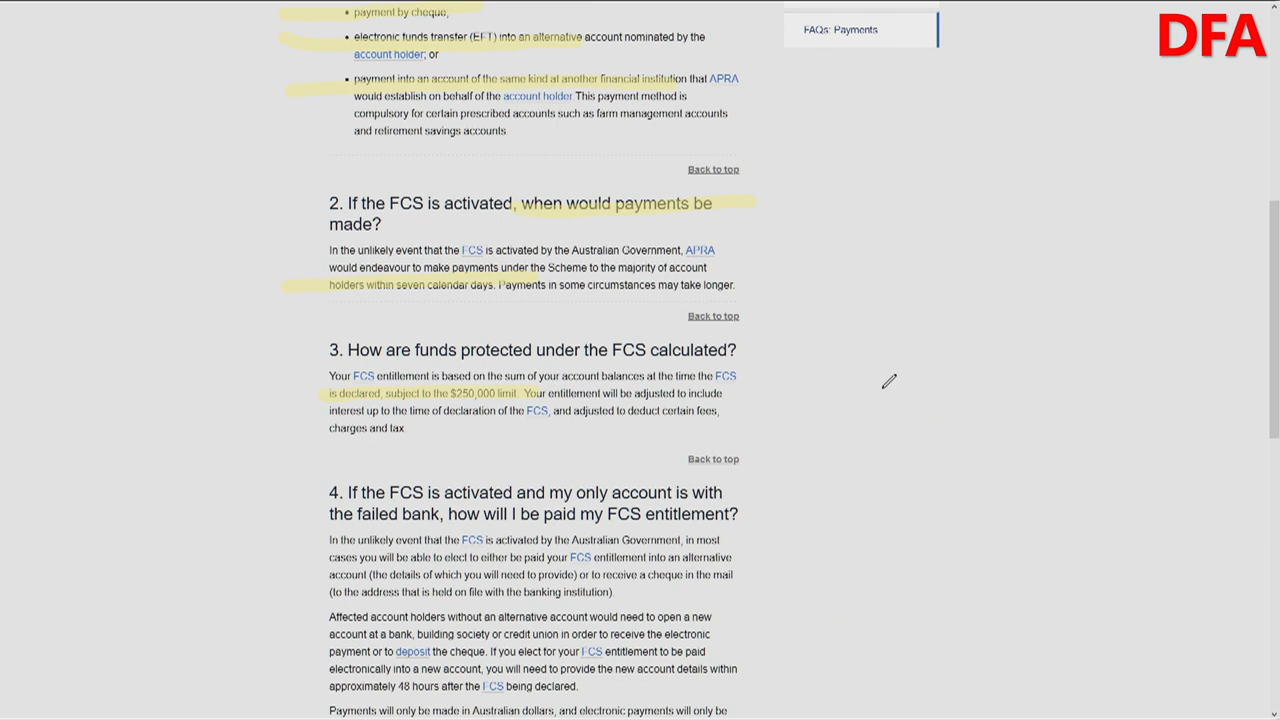 payment by cheque;
electronic funds transfer (EFT) into an alternative account nominated by the
account holder; or
payment into an account of the same kind at another financial institution that APRA
would establish on behalf of the account holder.This payment method is
compulsory for certain prescribed accounts such as farm management accounts
and retirement savings accounts.
Back to top
2. If the FCS is activated, when would payments be
made?
In the unlikely event that the FCS is activated by the Australian Government, APRA
would endeavour to make payments under the Scheme to the majority of account
holders within seven calendar days. Payments in some circumstances may take longer.
Back to top
3. How are funds protected under the FCS calculated?
Your FCS entitlement is based on the sum of your account balances at the time the FCS
is declared, subject to the $250,000 limit. Your entitlement will be adjusted to include
interest up to the time of declaration of the FCS, and adjusted to deduct certain fees,
charges and tax.
Back to top
4. If the FCS is activated and my only account is with
the failed bank, how will I be paid my FCS entitlement?
In the unlikely event that the FCS is activated by the Australian Government, in most
cases you will be able to elect to either be paid your FCS entitlement into an alternative
account (the details of which you will need to provide) or to receive a cheque in the mail
(to the address that is held on file with the banking institution).
Affected account holders without an alternative account would need to open a new
account at a bank, building society or credit union in order to receive the electronic
payment or to deposit the cheque. If you elect for your FCS entitlement to be paid
electronically into a new account, you will need to provide the new account details within
approximately 48 hours after the FCS being declared.
Payments will only be made in Australian dollars, and electronic payments will only be
FAQs: Payments
DFA